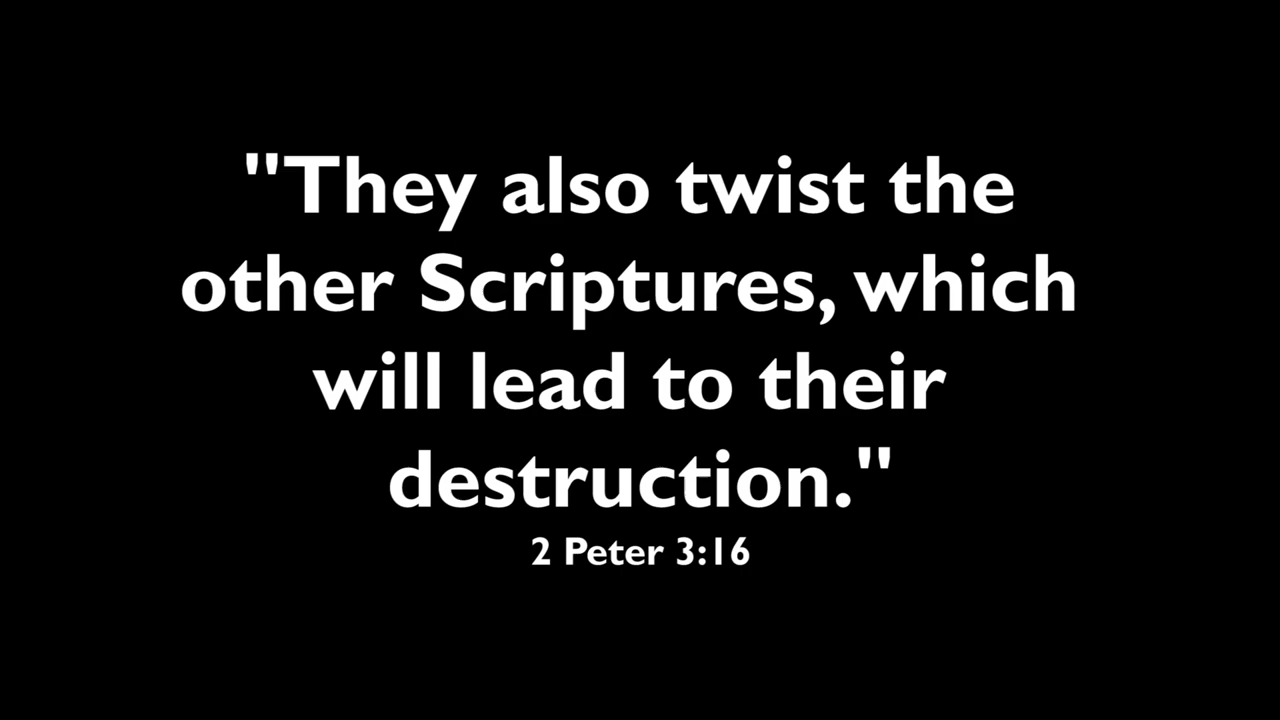 "They also twist the
other Scriptures, which
will lead to their
destruction."
2 Peter 3:16